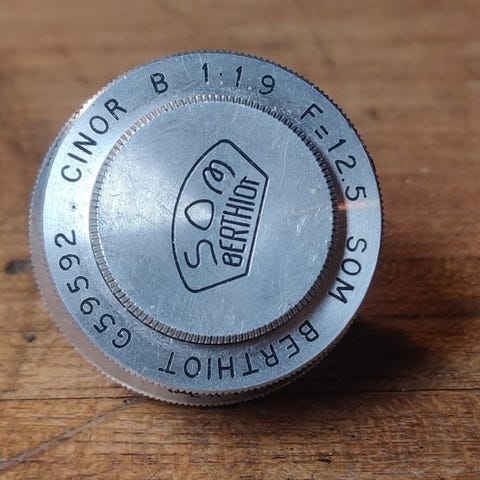 CINOR B 1:1.9 F=12.5 SOM BERTHIOT G59592
SOM
BERTHIOT